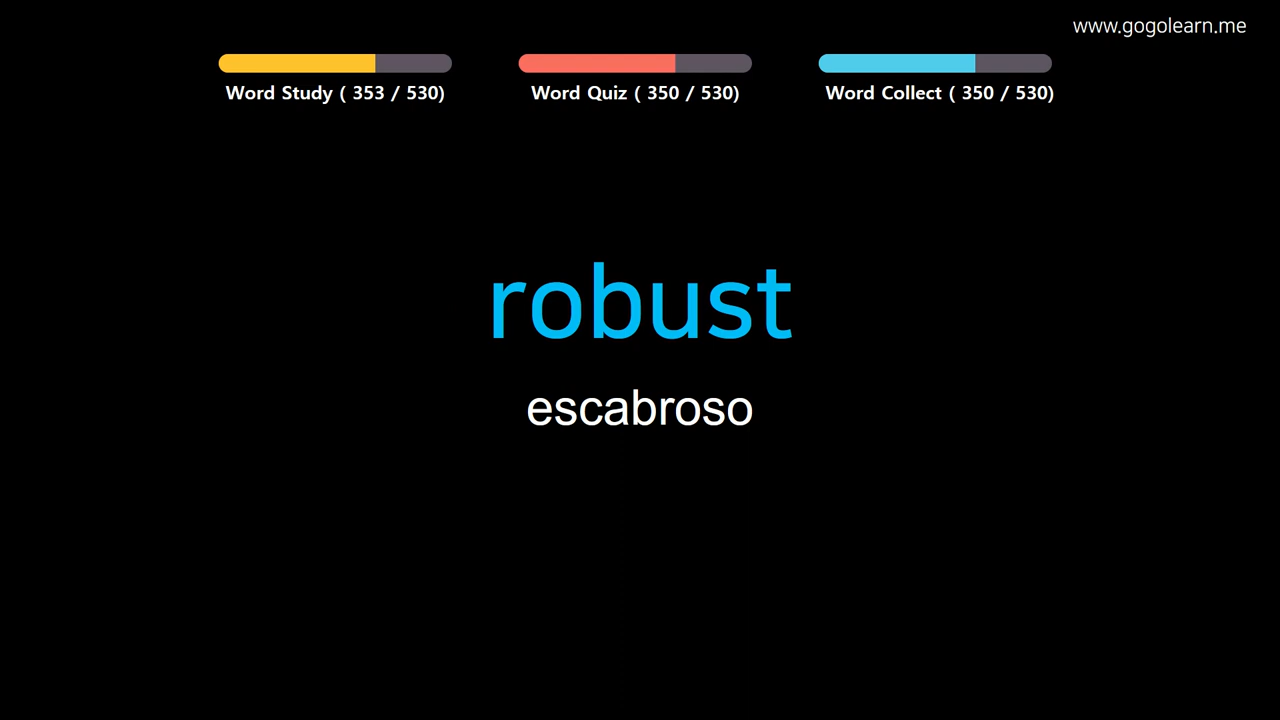 www.gogolearn.me
Word Study ( 353 / 530)
Word Quiz ( 350 / 530)
Word Collect ( 350 / 530)
robust
escabroso